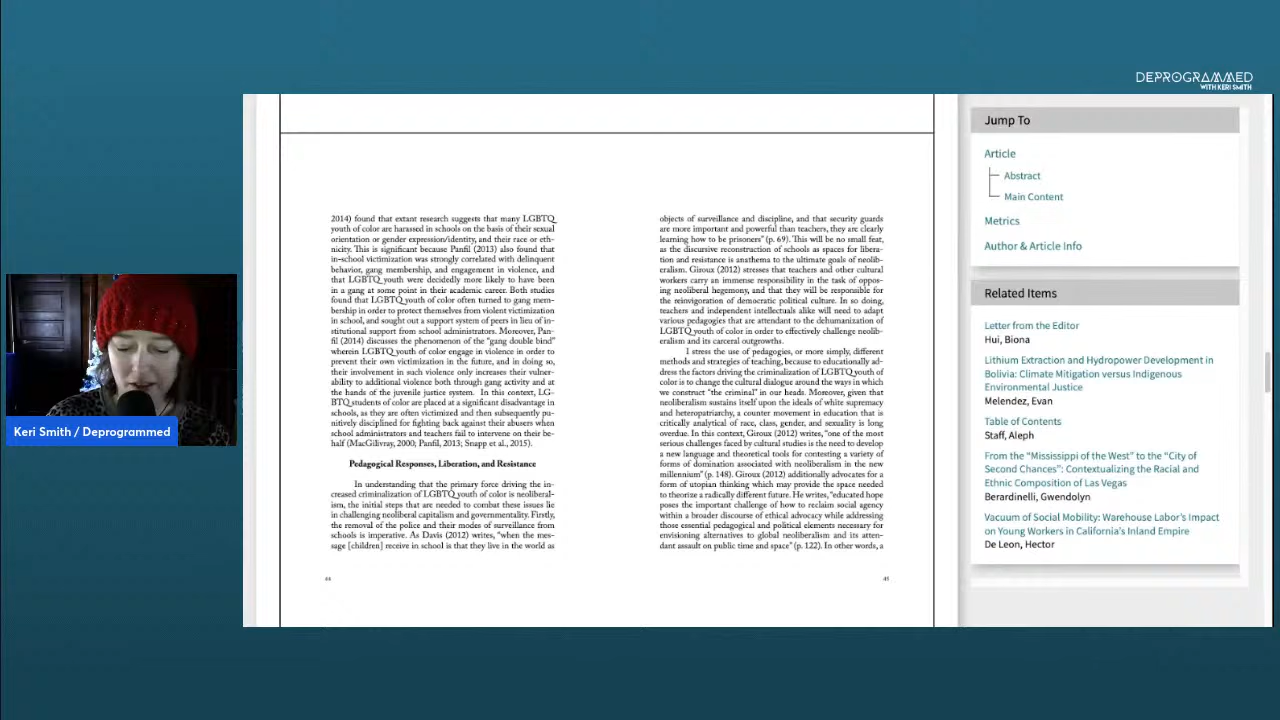 DEPROGRAMMED
WITH KERI SMITH
2014) found that extant research suggests that many LGBTQ
youth of color are harassed in schools on the basis of their sexual
orientation or gender expression/identity, and their race or eth-
nicity. This is significant because Panfil (2013) also found that
in-school victimization was strongly correlated with delinquent
behavior, gang membership, and engagement in violence, and
that LGBTQ youth were decidedly more likely to have been
in a gang at some point in their academic career. Both studies
found that LGBTQ youth of color often turned to gang mem-
bership in order to protect themselves from violent victimization
in school, and sought out a support system of peers in lieu of in-
stitutional support from school administrators. Moreover, Pan-
fil (2014) discusses the phenomenon of the “gang double bind”
wherein LGBTQ youth of color engage in violence in order to
prevent their own victimization in the future, and in doing so,
their involvement in such violence only increases their vulner-
ability to additional violence both through gang activity and at
the hands of the juvenile justice system. In this context, LG-
BTQ students of color are placed at a significant disadvantage in
schools, as they are often victimized and then subsequently pu-
nitively disciplined for fighting back against their abusers when
school administrators and teachers fail to intervene on their be-
half (MacGilivray, 2000; Panfil, 2013; Snapp et al., 2015).
Pedagogical Responses, Liberation, and Resistance
In understanding that the primary force driving the in-
creased criminalization of LGBTQ youth of color is neoliberal-
ism, the initial steps that are needed to combat these issues lie
in challenging neoliberal capitalism and governmentality. Firstly,
the removal of the police and their modes of surveillance from
schools is imperative. As Davis (2012) writes, “when the mes-
sage [children] receive in school is that they live in the world as
44
objects of surveillance and discipline, and that security guards
are more important and powerful than teachers, they are clearly
learning how to be prisoners” (p. 69). This will be no small feat,
as the discursive reconstruction of schools as spaces for libera-
tion and resistance is anathema to the ultimate goals of neolib-
eralism. Giroux (2012) stresses that teachers and other cultural
workers carry an immense responsibility in the task of oppos-
ing neoliberal hegemony, and that they will be responsible for
the reinvigoration of democratic political culture. In so doing,
teachers and independent intellectuals alike will need to adapt
various pedagogies that are attendant to the dehumanization of
LGBTQ youth of color in order to effectively challenge neolib-
eralism and its carceral outgrowths.
I stress the use of pedagogies, or more simply, different
methods and strategies of teaching, because to educationally ad-
dress the factors driving the criminalization of LGBTQ youth of
color is to change the cultural dialogue around the ways in which
we construct “the criminal” in our heads. Moreover, given that
neoliberalism sustains itself upon the ideals of white supremacy
and heteropatriarchy, a counter movement in education that is
critically analytical of race, class, gender, and sexuality is long
overdue. In this context, Giroux (2012) writes, “one of the most
serious challenges faced by cultural studies is the need to develop
a new language and theoretical tools for contesting a variety of
forms of domination associated with neoliberalism in the new
millennium” (p. 148). Giroux (2012) additionally advocates for a
form of utopian thinking which may provide the space needed
to theorize a radically different future. He writes, “educated hope
poses the important challenge of how to reclaim social agency
within a broader discourse of ethical advocacy while addressing
those essential pedagogical and political elements necessary for
envisioning alternatives to global neoliberalism and its atten-
dant assault on public time and space” (p. 122). In other words, a
45
Jump To
Article
Abstract
Main Content
Metrics
Author & Article Info
Related Items
Letter from the Editor
Hui, Biona
Lithium Extraction and Hydropower Development in
Bolivia: Climate Mitigation versus Indigenous
Environmental Justice
Melendez, Evan
Table of Contents
Staff, Aleph
From the “Mississippi of the West” to the “City of
Second Chances”: Contextualizing the Racial and
Ethnic Composition of Las Vegas
Berardinelli, Gwendolyn
Vacuum of Social Mobility: Warehouse Labor’s Impact
on Young Workers in California’s Inland Empire
De Leon, Hector
Keri Smith / Deprogrammed